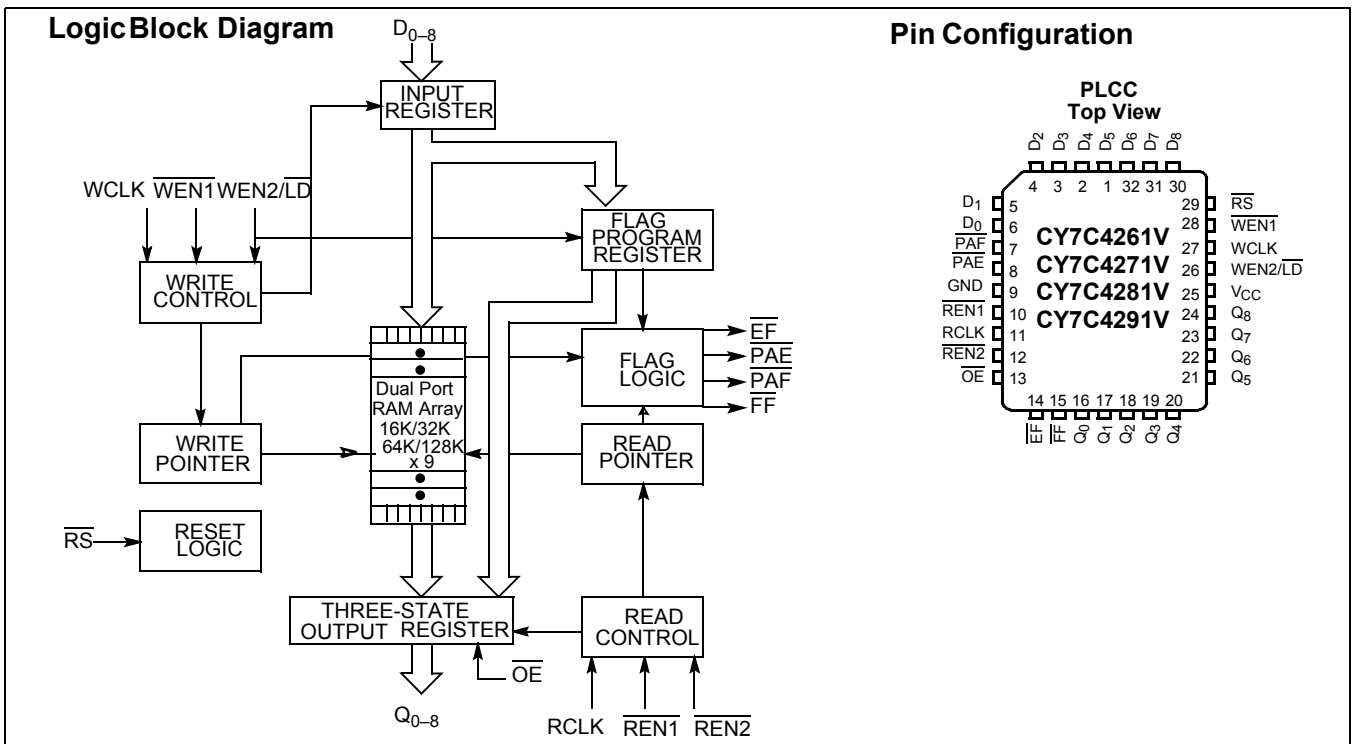 LogicBlock Diagram
D0–8
INPUT
REGISTER
WCLK WEN1 WEN2/LD
FLAG
PROGRAM
REGISTER
WRITE
CONTROL
EF
PAE
PAF
FF
FLAG
LOGIC
Dual Port
RAM Array
16K/32K
64K/128K
x 9
WRITE
POINTER
READ
POINTER
RS
RESET
LOGIC
THREE-STATE
OUTPUT REGISTER
READ
CONTROL
OE
Q0–8
RCLK REN1 REN2
Pin Configuration
PLCC
Top View
D2 D3 D4 D5 D6 D7 D8
4 3 2 1 32 31 30
D1 5
D0 6
PAF 7
PAE 8
GND 9
REN1 10
RCLK 11
REN2 12
OE 13
CY7C4261V
CY7C4271V
CY7C4281V
CY7C4291V
29 RS
28 WEN1
27 WCLK
26 WEN2/LD
25 VCC
24 Q8
23 Q7
22 Q6
21 Q5
14 15 16 17 18 19 20
EF FF Q0 Q1 Q2 Q3 Q4